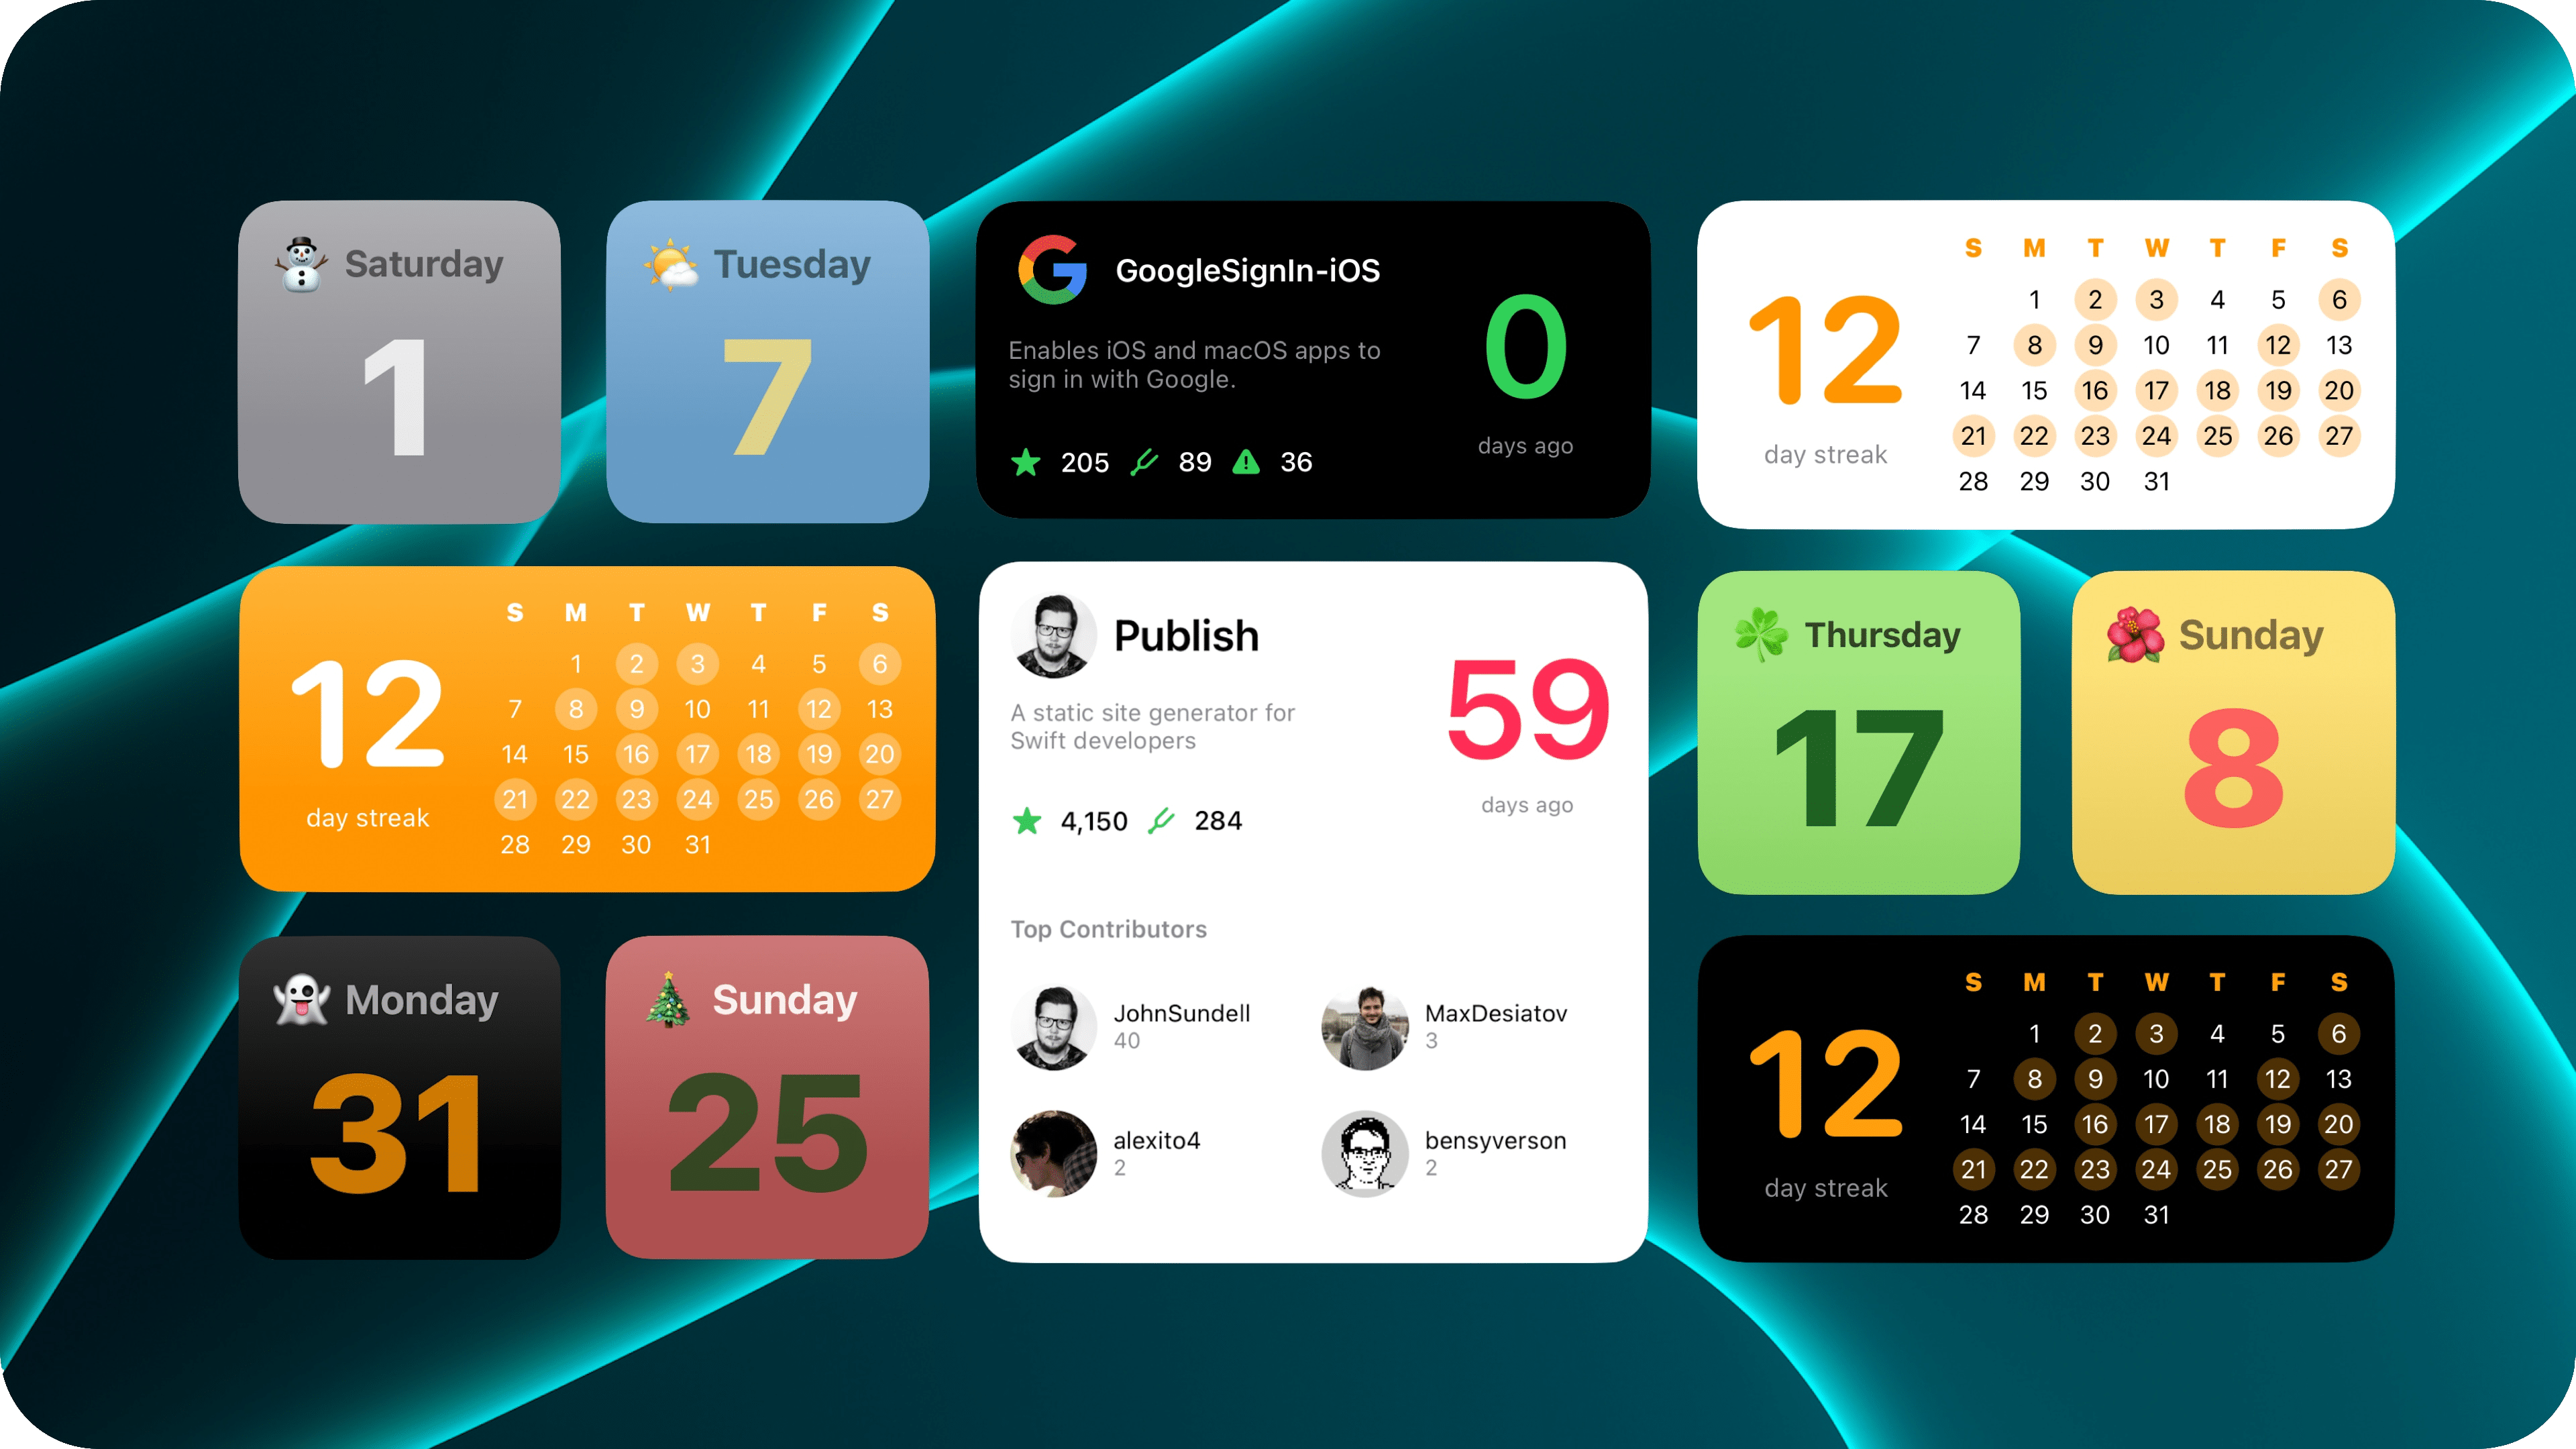 Saturday
1
Tuesday
7
GoogleSignIn-iOS
Enables iOS and macOS apps to
sign in with Google.
205 89 36
0
days ago
12
day streak
S M T W T F S
1 2 3 4 5 6
7 8 9 10 11 12 13
14 15 16 17 18 19 20
21 22 23 24 25 26 27
28 29 30 31
12
day streak
S M T W T F S
1 2 3 4 5 6
7 8 9 10 11 12 13
14 15 16 17 18 19 20
21 22 23 24 25 26 27
28 29 30 31
Publish
A static site generator for
Swift developers
4,150 284
59
days ago
Top Contributors
JohnSundell
40
MaxDesiatov
3
alexito4
2
bensyverson
2
Thursday
17
Sunday
8
Monday
31
Sunday
25
12
day streak
S M T W T F S
1 2 3 4 5 6
7 8 9 10 11 12 13
14 15 16 17 18 19 20
21 22 23 24 25 26 27
28 29 30 31